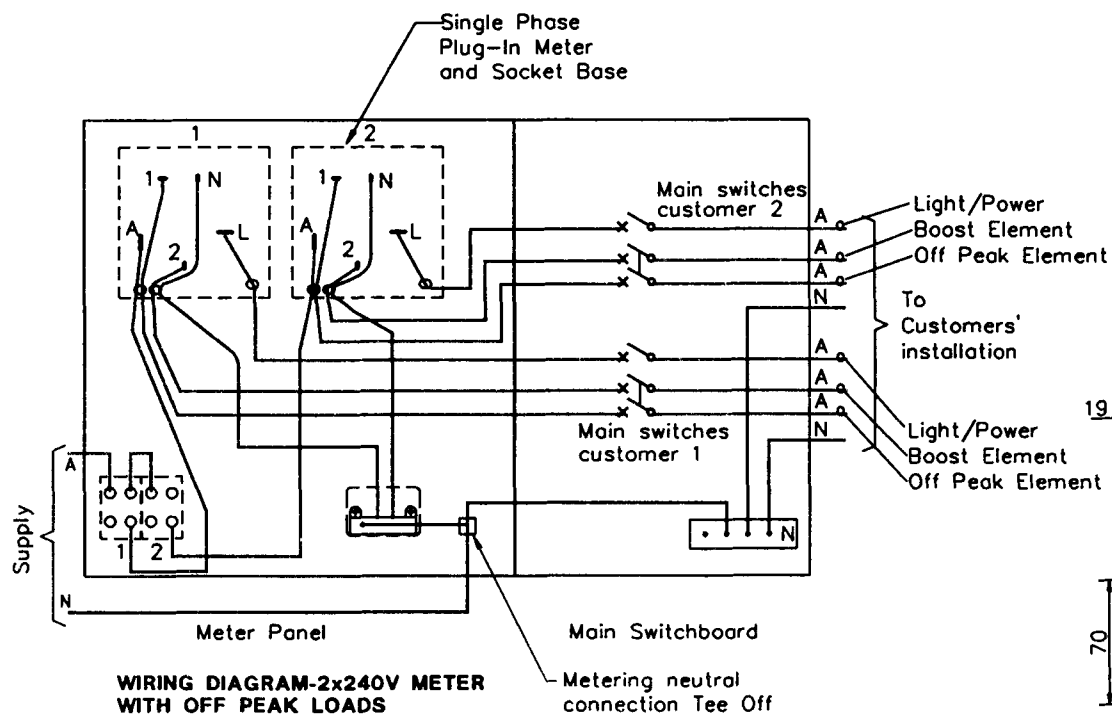 Single Phase
Plug-In Meter
and Socket Base
1
2
1
N
A
2
L
1
N
A
2
L
Main switches
customer 2
A
A
A
N
Light/Power
Boost Element
Off Peak Element
To
Customers'
installation
A
A
A
N
Main switches
customer 1
Light/Power
Boost Element
Off Peak Element
19
Supply
A
1
2
N
N
Meter Panel
Main Switchboard
70
WIRING DIAGRAM-2x240V METER
WITH OFF PEAK LOADS
Metering neutral
connection Tee Off